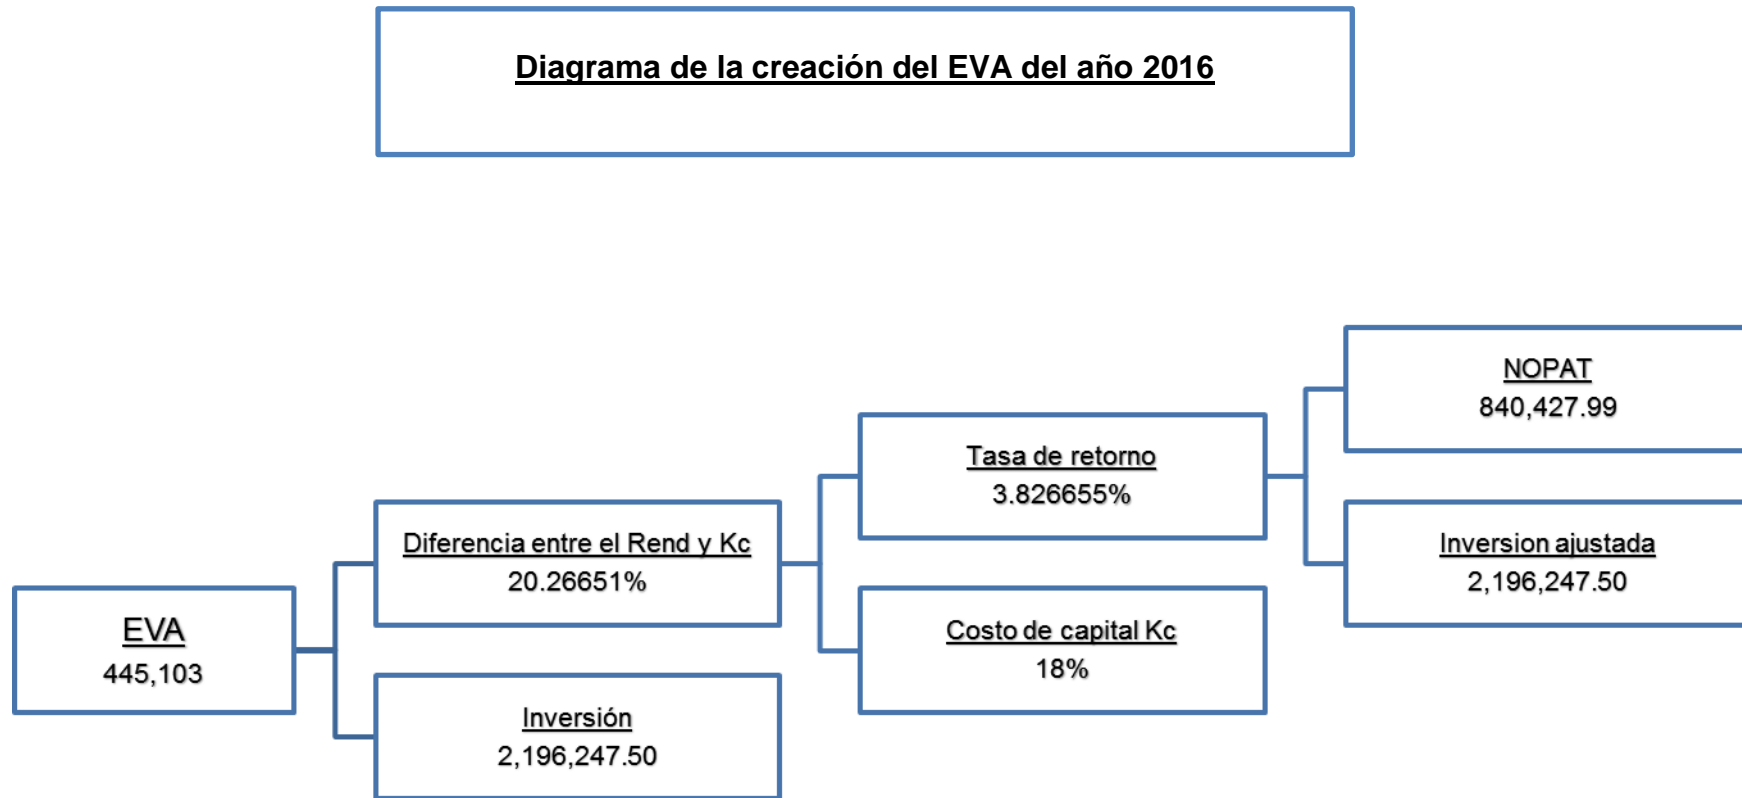 Diagrama de la creación del EVA del año 2016
NOPAT
840,427.99
Tasa de retorno
3.826655%
Diferencia entre el Rend y Kc
20.26651%
Inversion ajustada
2,196,247.50
EVA
445,103
Costo de capital Kc
18%
Inversión
2,196,247.50